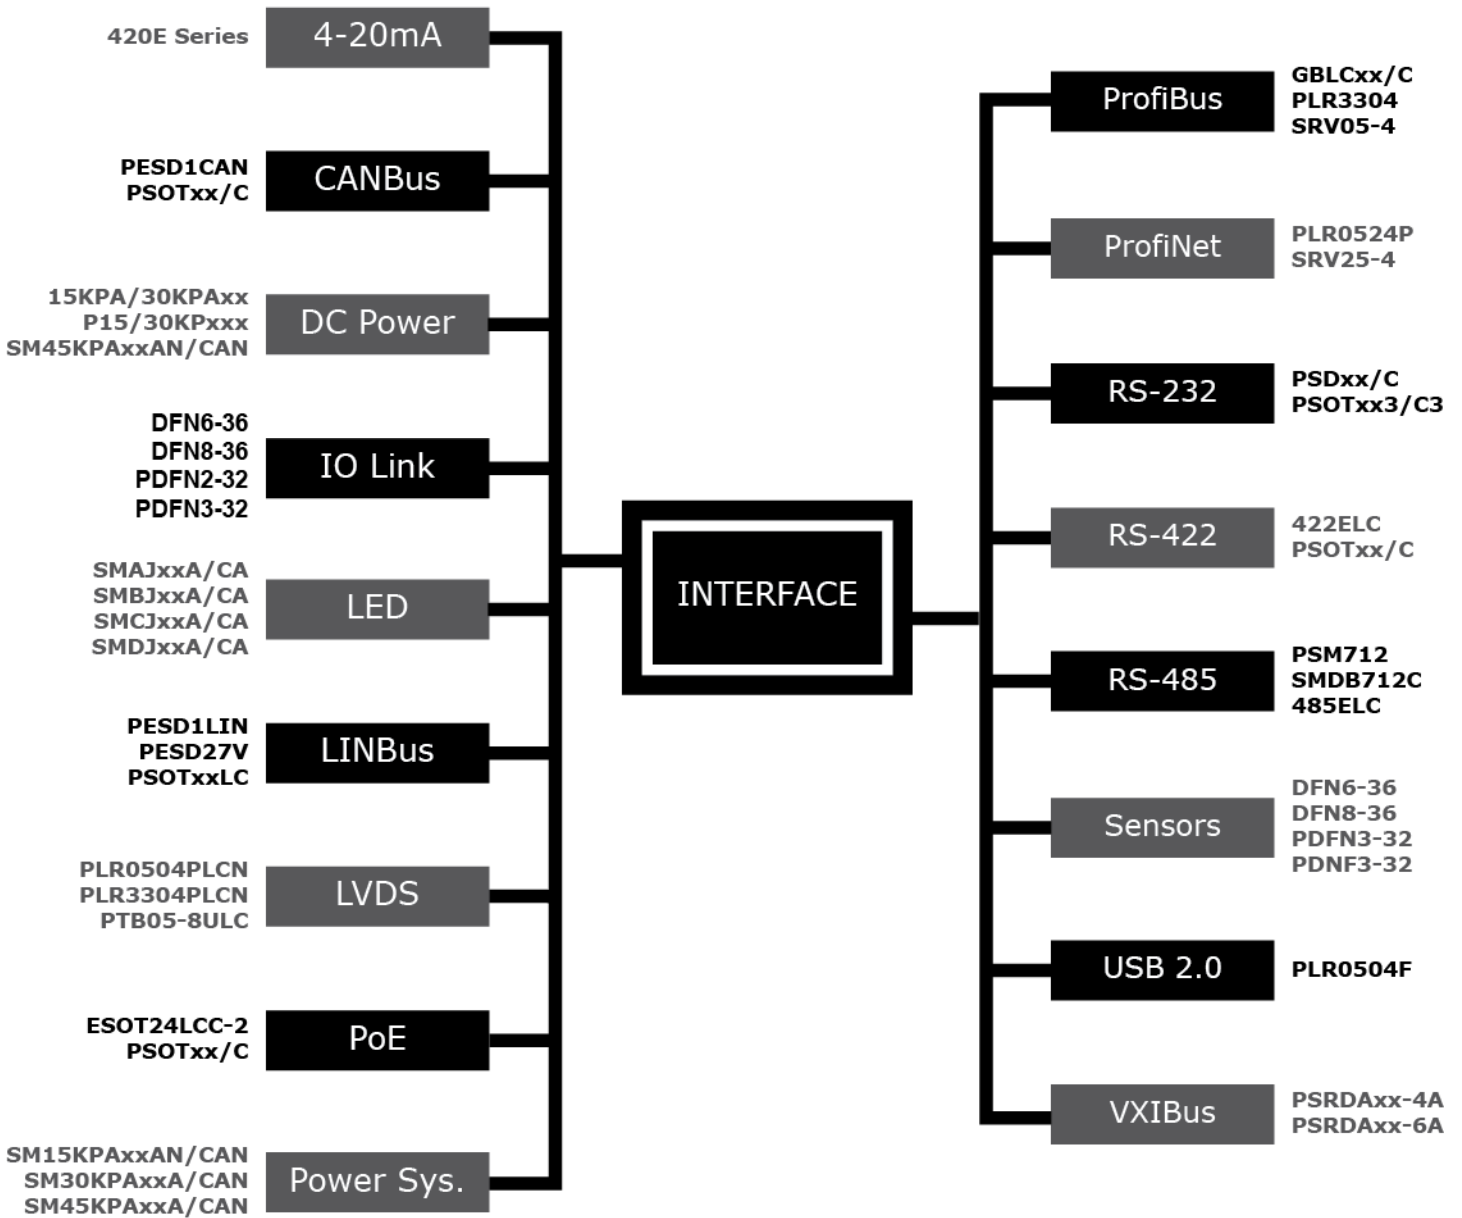 420E Series
4-20mA
PESD1CAN
PSOTxx/C
CANBus
15KPA/30KPAxx
P15/30KPxxx
SM45KPAxxAN/CAN
DC Power
DFN6-36
DFN8-36
PDFN2-32
PDFN3-32
IO Link
SMAJxxA/CA
SMBJxxA/CA
SMCJxxA/CA
SMDJxxA/CA
LED
PESD1LIN
PESD27V
PSOTxxLC
LINBus
PLR0504PLCN
PLR3304PLCN
PTB05-8ULC
LVDS
ESOT24LCC-2
PSOTxx/C
PoE
SM15KPAxxAN/CAN
SM30KPAxxA/CAN
SM45KPAxxA/CAN
Power Sys.
INTERFACE
ProfiBus
GBLCxx/C
PLR3304
SRV05-4
ProfiNet
PLR0524P
SRV25-4
RS-232
PSDxx/C
PSOTxx3/C3
RS-422
422ELC
PSOTxx/C
RS-485
PSM712
SMDB712C
485ELC
Sensors
DFN6-36
DFN8-36
PDFN3-32
PDNF3-32
USB 2.0
PLR0504F
VXIBus
PSRDAxx-4A
PSRDAxx-6A